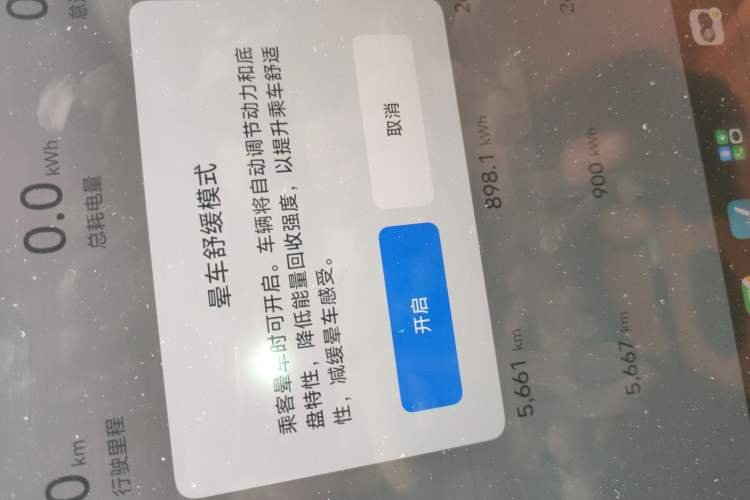 0 km 0.0 kWh
行驶里程 总耗电量
晕车舒缓模式
乘客晕车时可开启。车辆将自动调节动力和底
盘特性，降低能量回收强度，以提升乘车舒适
性，减缓晕车感受。
开启 取消
5,661 km 898.1 kWh
5,667 km 900 kWh